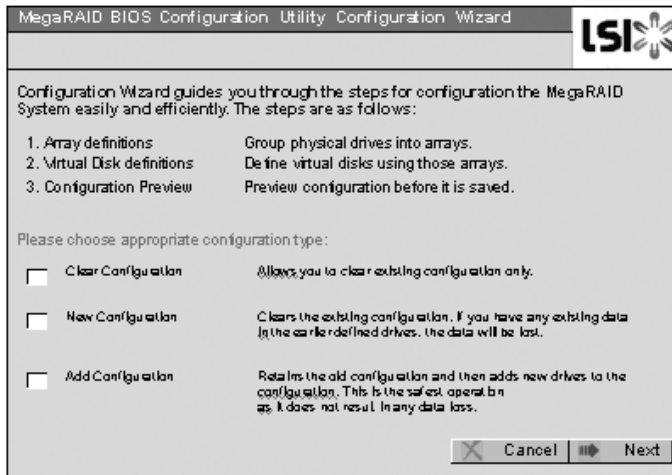 MegaRAID BIOS Configuration Utility Configuration Wizard
LSI
Configuration Wizard guides you through the steps for configuration the MegaRAID
System easily and efficiently. The steps are as follows:
1. Array definitions Group physical drives into arrays.
2. Virtual Disk definitions Define virtual disks using those arrays.
3. Configuration Preview Preview configuration before it is saved.
Please choose appropriate configuration type:
Clear Configuration Allows you to clear existing configuration only.
New Configuration Clears the existing configuration. If you have any existing data
in the earlier defined drives, the data will be lost.
Add Configuration Retains the old configuration and then adds new drives to the
configuration. This is the safest operation
as it does not result in any data loss.
Cancel Next